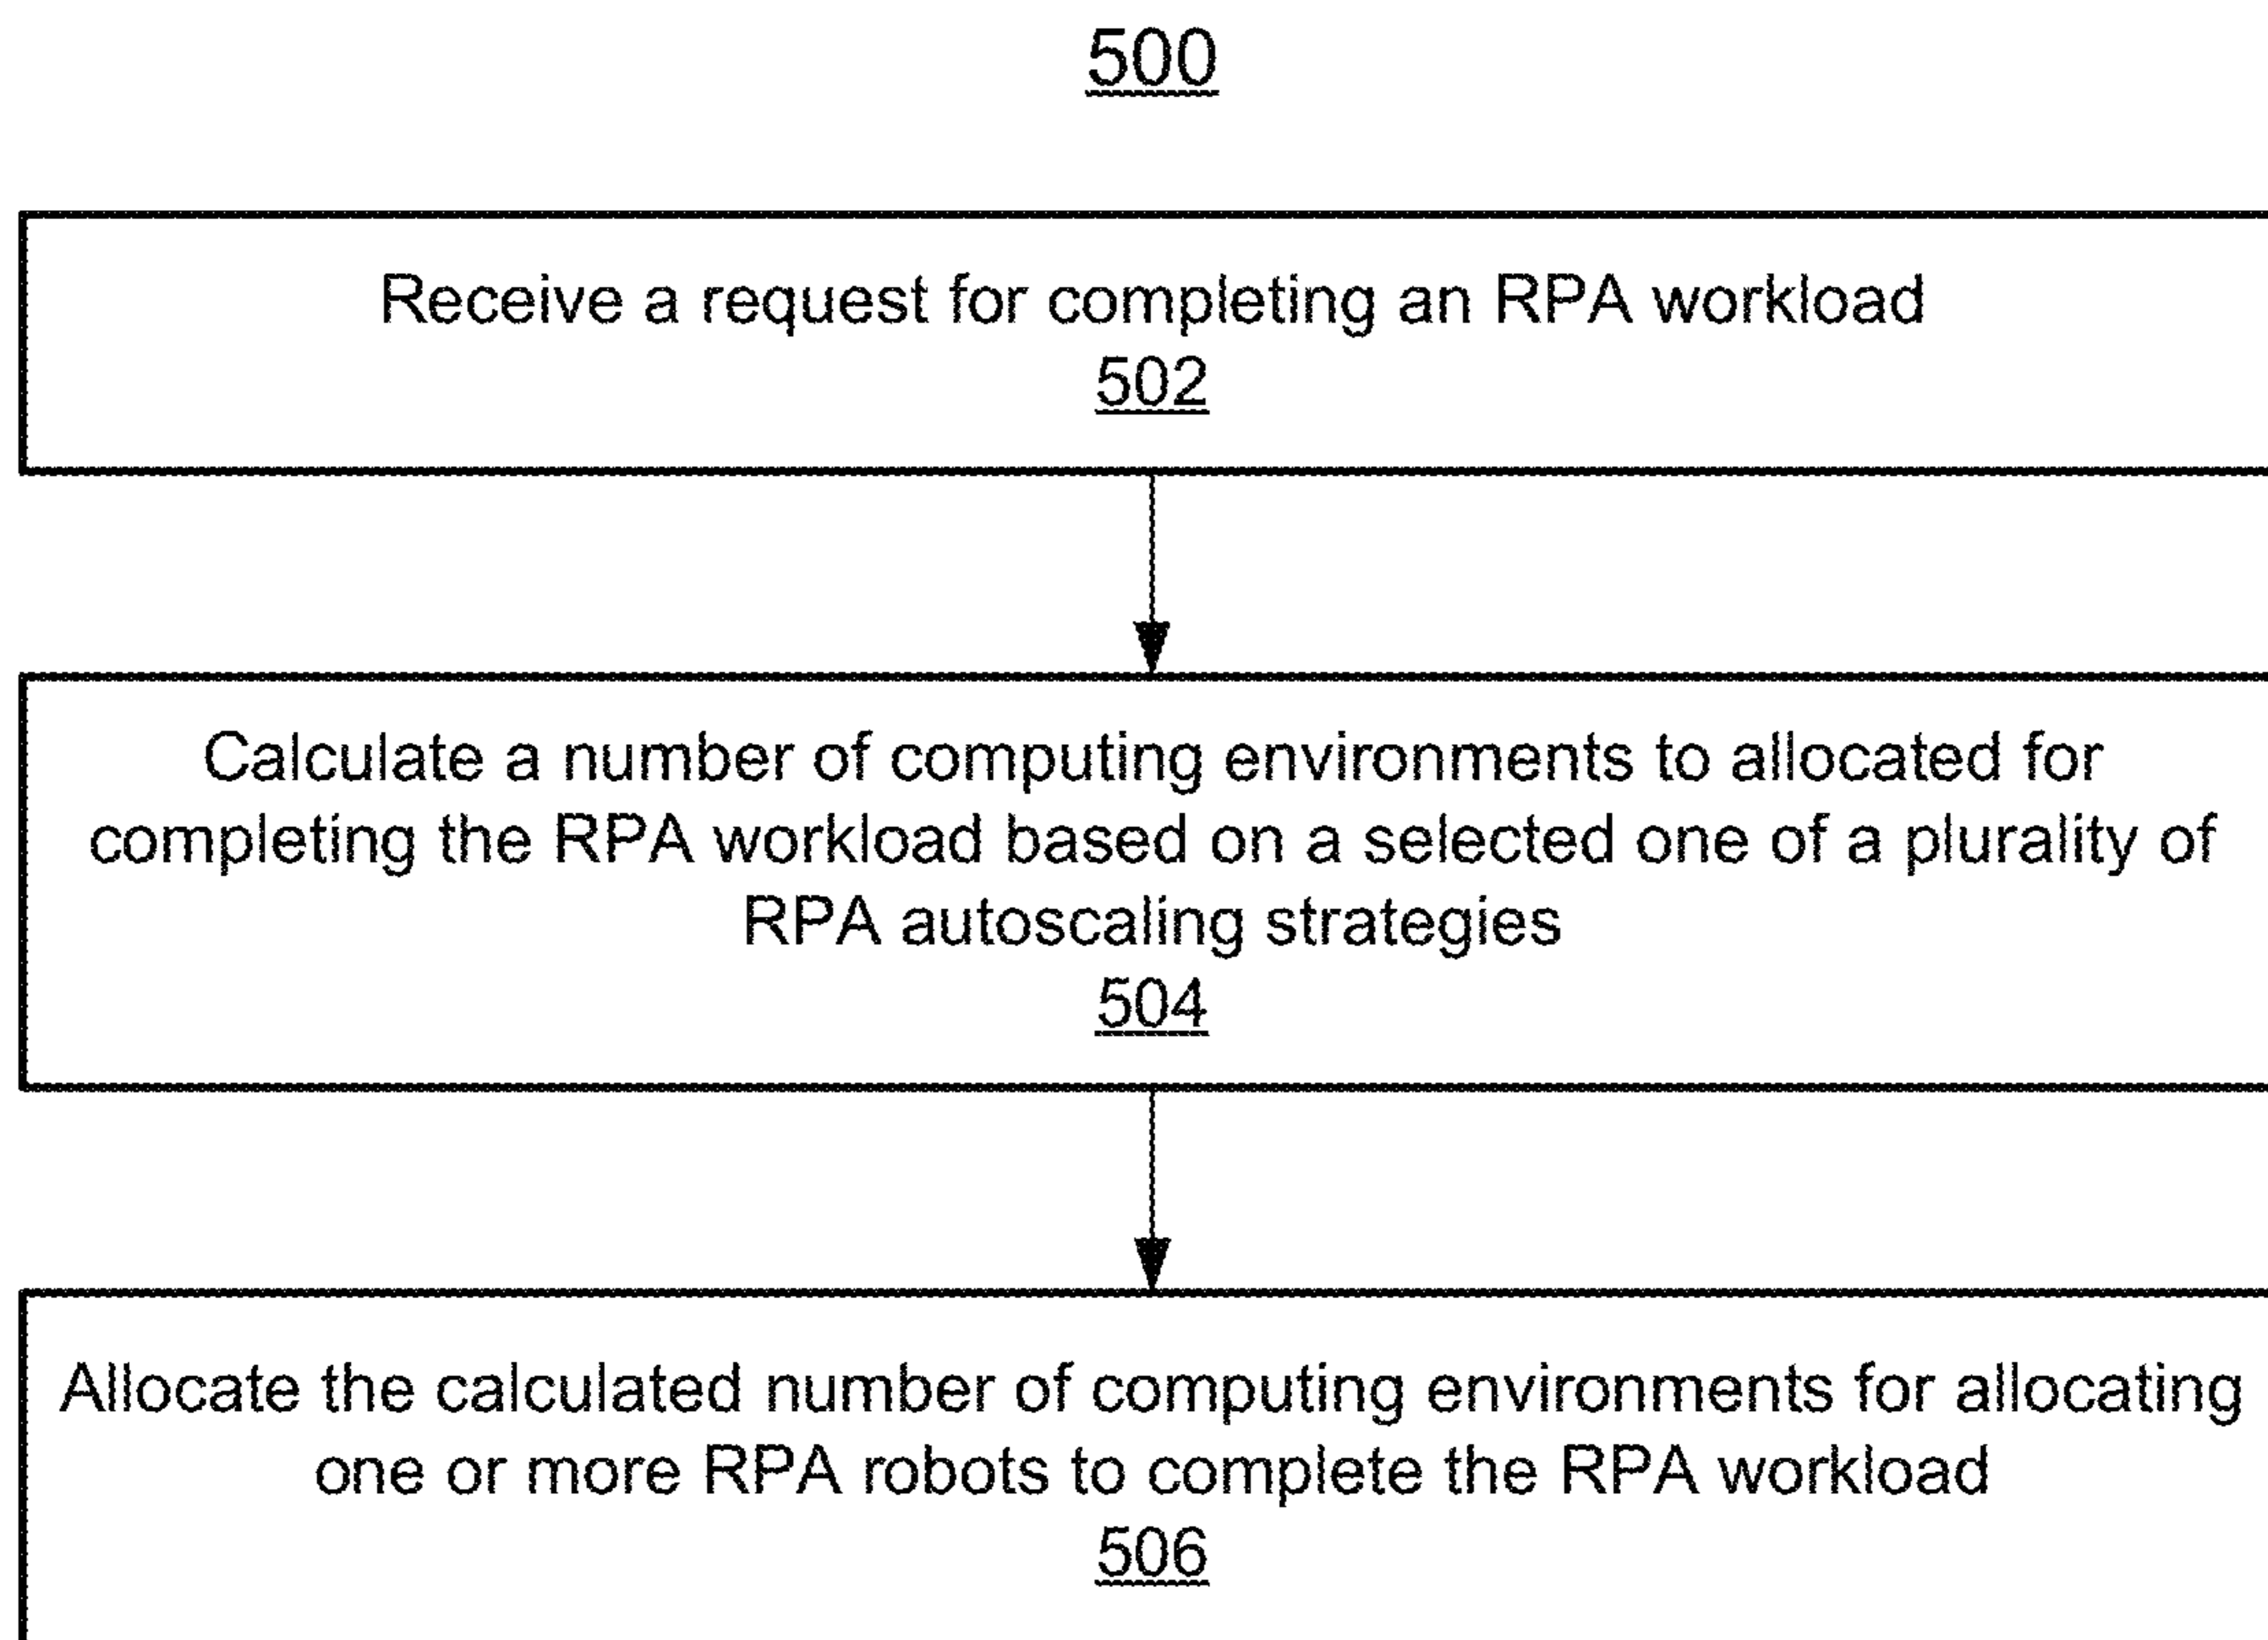 500
Receive a request for completing an RPA workload
502
Calculate a number of computing environments to allocated for
completing the RPA workload based on a selected one of a plurality of
RPA autoscaling strategies
504
Allocate the calculated number of computing environments for allocating
one or more RPA robots to complete the RPA workload
506